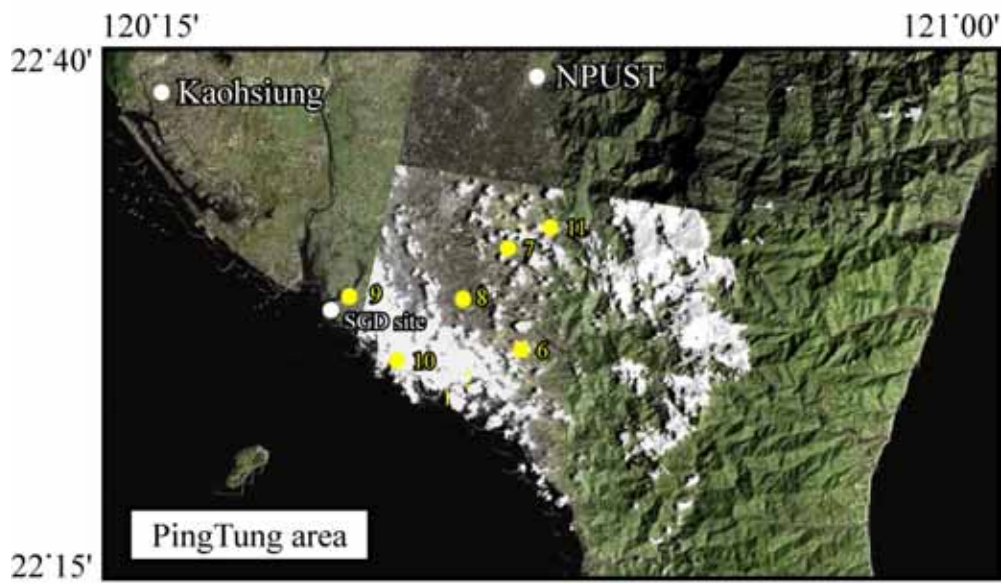 120°15'
121°00'
22°40'
Kaohsiung
NPUST
11
7
9
8
SGD site
6
10
PingTung area
22°15'